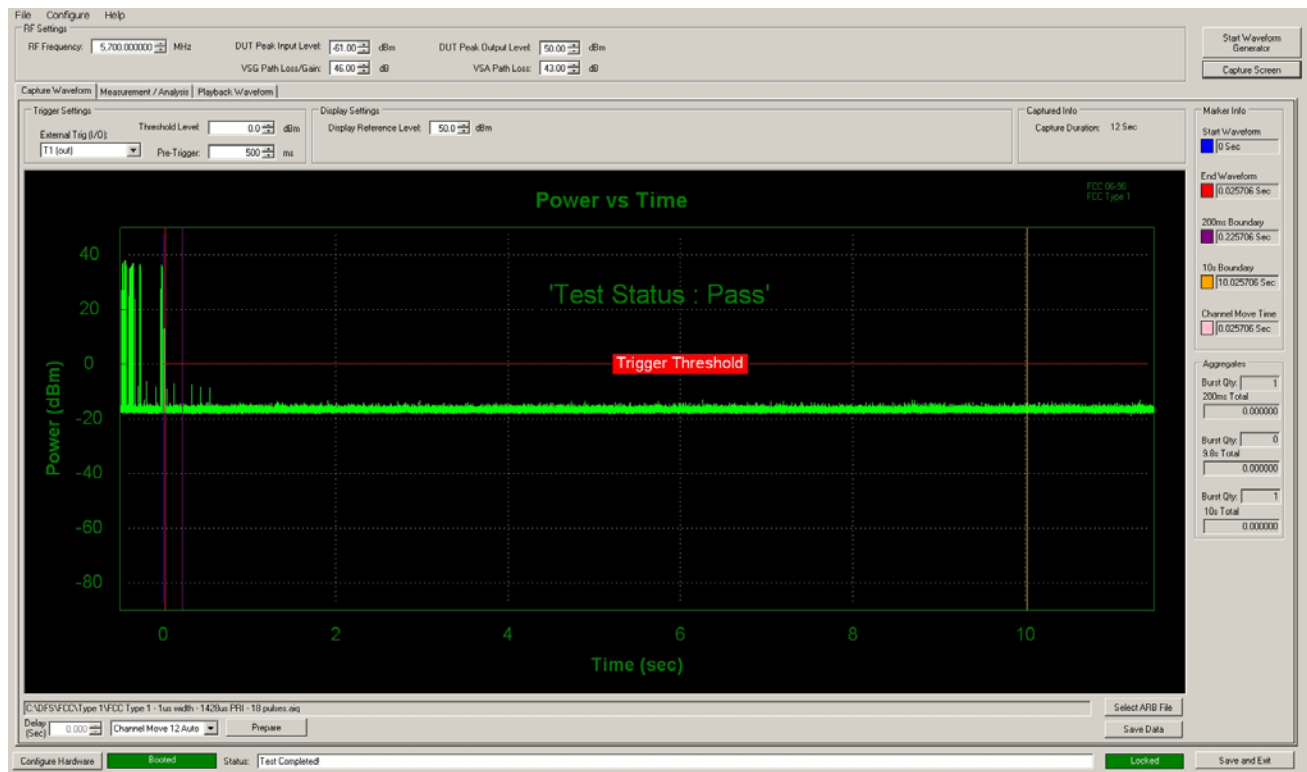 File Configure Help
RF Settings
RF Frequency: 5,700.000000 MHz
DUT Peak Input Level: -61.00 dBm
DUT Peak Output Level: 50.00 dBm
VSG Path Loss/Gain: 46.00 dB
VSA Path Loss: 43.00 dB
Start Waveform Generator
Capture Screen
Capture Waveform Measurement / Analysis Playback Waveform
Trigger Settings
External Trig (I/O):
T1 (out)
Threshold Level: 0.0 dBm
Pre-Trigger: 500 ms
Display Settings
Display Reference Level: 50.0 dBm
Captured Info
Capture Duration: 12 Sec
Marker Info
Start Waveform
0 Sec
End Waveform
0.025706 Sec
200ms Boundary
0.225706 Sec
10s Boundary
10.025706 Sec
Channel Move Time
0.025706 Sec
Aggregates
Burst Qty: 1
200ms Total
0.000000
Burst Qty: 0
9.8s Total
0.000000
Burst Qty: 1
10s Total
0.000000
Power vs Time
FCC 06-96
FCC Type 1
'Test Status : Pass'
Trigger Threshold
Power (dBm)
40
20
0
-20
-40
-60
-80
0 2 4 6 8 10
Time (sec)
C:\DFS\FCC\Type 1\FCC Type 1 - 1us width - 1428us PRI - 18 pulses.aiq
Select ARB File
Delay (Sec) 0.000
Channel Move 12 Auto
Prepare
Save Data
Configure Hardware
Booted
Status: Test Completed!
Locked
Save and Exit